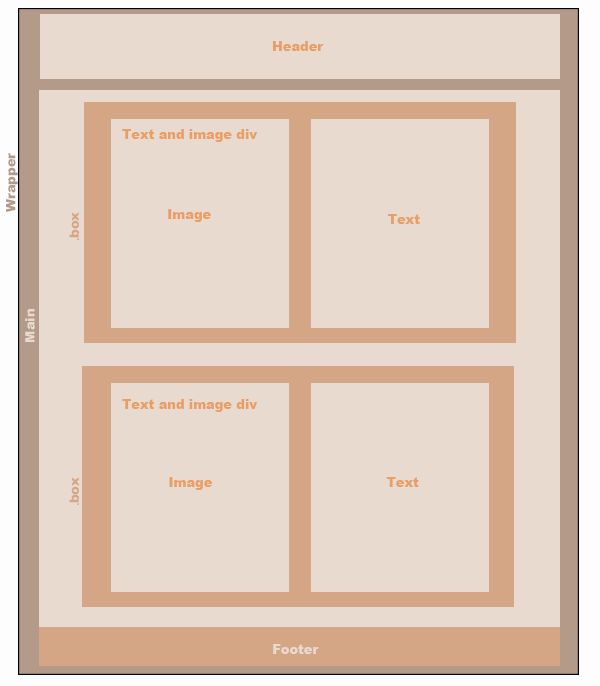 Header
Wrapper
Main
.box
Text and image div
Image
Text
.box
Text and image div
Image
Text
Footer